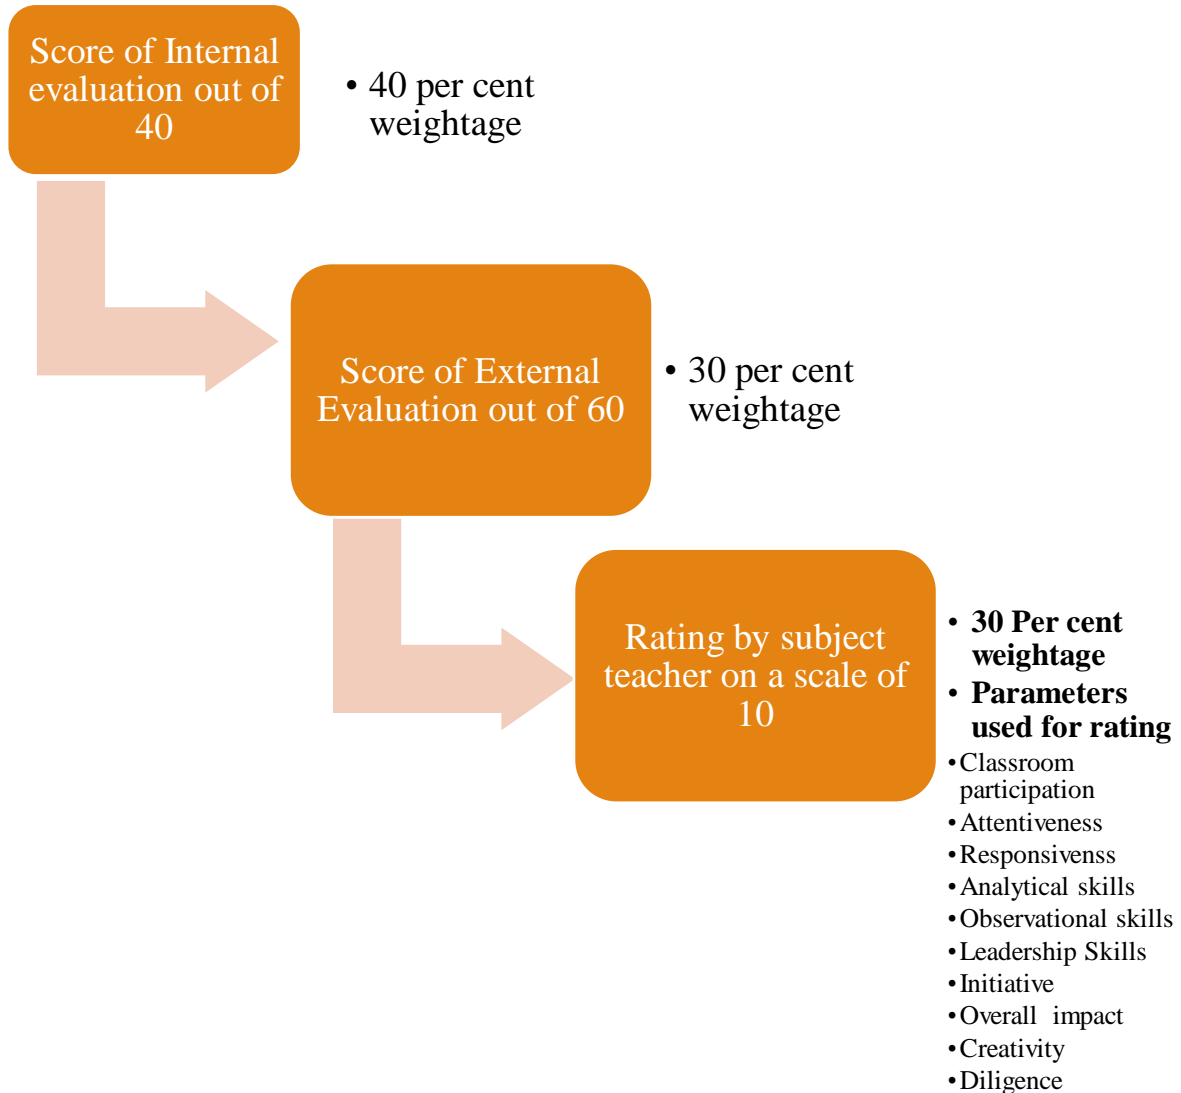 Score of Internal
evaluation out of
40
• 40 per cent
weightage
Score of External
Evaluation out of 60
• 30 per cent
weightage
Rating by subject
teacher on a scale of
10
• 30 Per cent
weightage
• Parameters
used for rating
•Classroom
participation
•Attentiveness
•Responsivenss
•Analytical skills
•Observational skills
•Leadership Skills
•Initiative
•Overall impact
•Creativity
•Diligence